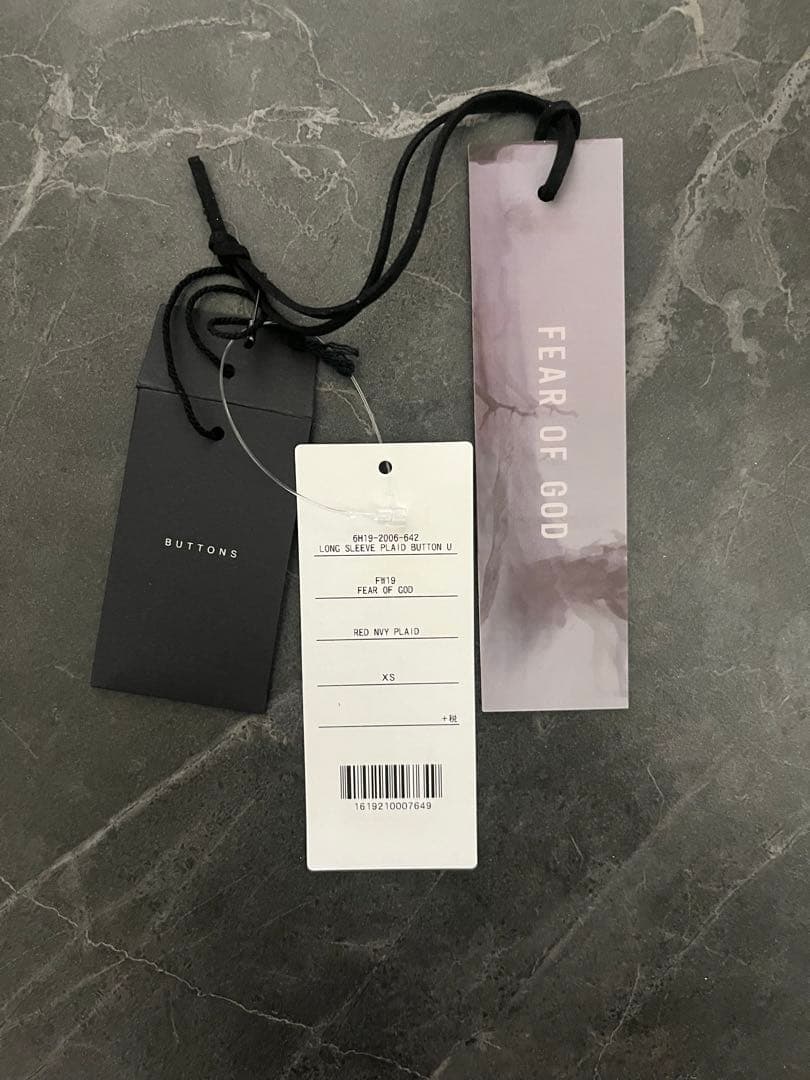 BUTTONS
6H19-2006-642
LONG SLEEVE PLAID BUTTON U
FW19
FEAR OF GOD
RED NVY PLAID
XS
+税
1619210007649
FEAR OF GOD